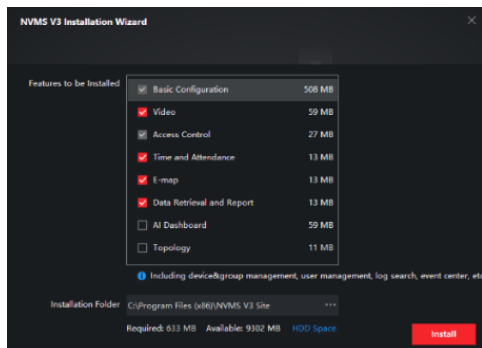 NVMS V3 Installation Wizard
Features to be Installed
Basic Configuration 508 MB
Video 59 MB
Access Control 27 MB
Time and Attendance 13 MB
E-map 13 MB
Data Retrieval and Report 13 MB
AI Dashboard 59 MB
Topology 11 MB
Including device&group management, user management, log search, event center, etc
Installation Folder C:\Program Files (x86)\NVMS V3 Site ...
Required: 633 MB Available: 9302 MB HDD Space
Install